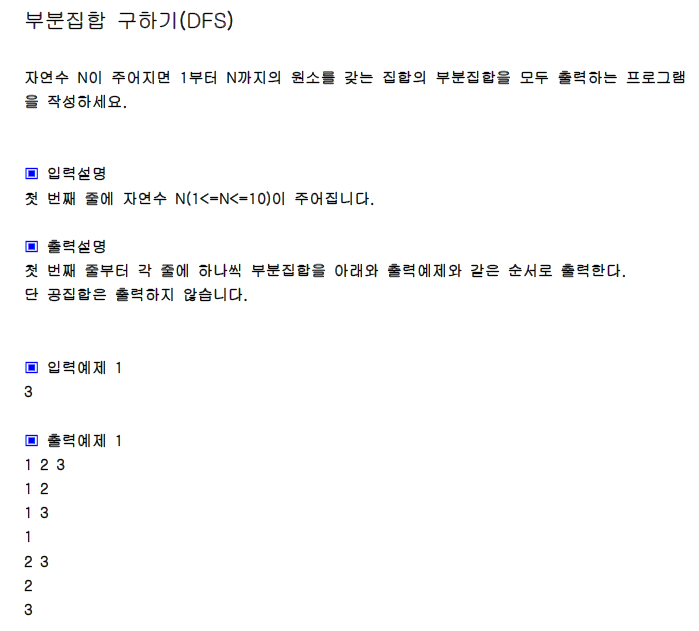 부분집합 구하기(DFS)
자연수 N이 주어지면 1부터 N까지의 원소를 갖는 집합의 부분집합을 모두 출력하는 프로그램
을 작성하세요.
▣ 입력설명
첫 번째 줄에 자연수 N(1<=N<=10)이 주어집니다.
▣ 출력설명
첫 번째 줄부터 각 줄에 하나씩 부분집합을 아래와 출력예제와 같은 순서로 출력한다.
단 공집합은 출력하지 않습니다.
▣ 입력예제 1
3
▣ 출력예제 1
1 2 3
1 2
1 3
1
2 3
2
3